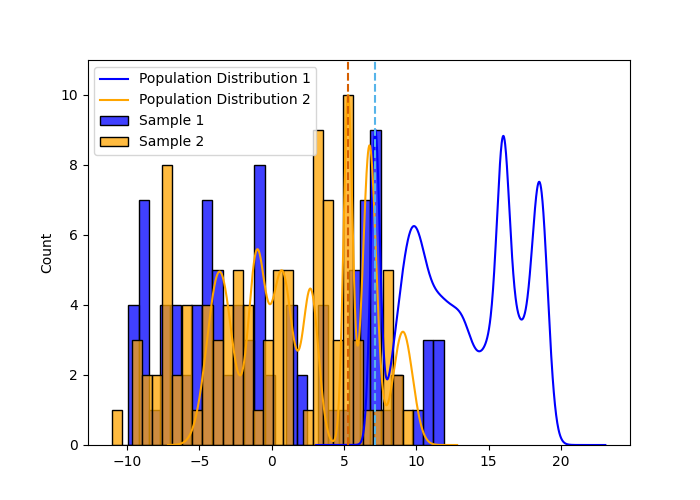 Population Distribution 1
Population Distribution 2
Sample 1
Sample 2
Count
10
8
6
4
2
0
−10 −5 0 5 10 15 20